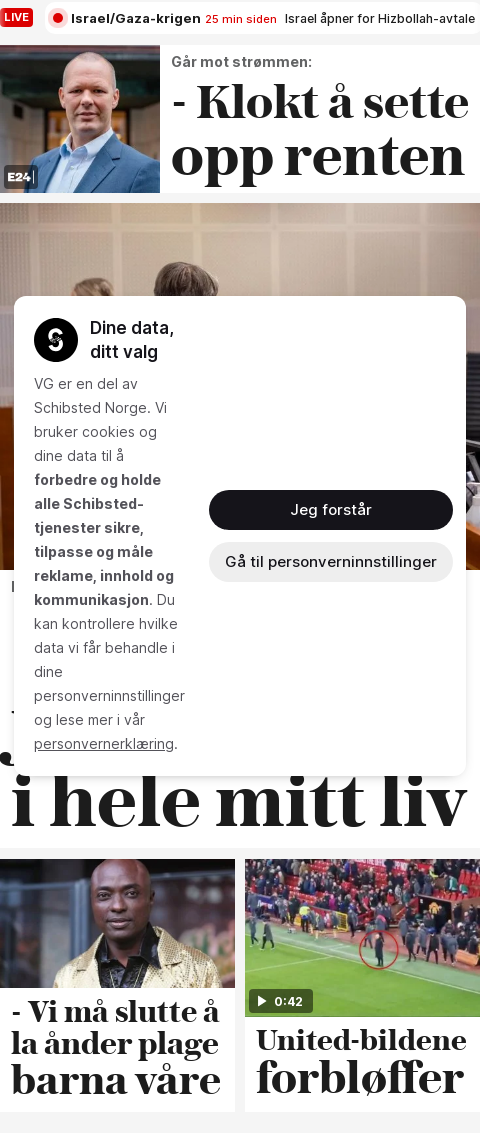 LIVE
Israel/Gaza-krigen 25 min siden Israel åpner for Hizbollah-avtale
Går mot strømmen:
- Klokt å sette
opp renten
E24
Dine data,
ditt valg
VG er en del av
Schibsted Norge. Vi
bruker cookies og
dine data til å
forbedre og holde
alle Schibsted-
tjenester sikre,
tilpasse og måle
reklame, innhold og
kommunikasjon. Du
kan kontrollere hvilke
data vi får behandle i
dine
personverninnstillinger
og lese mer i vår
personvernerklæring.
Jeg forstår
Gå til personverninnstillinger
i hele mitt liv
- Vi må slutte å
la ånder plage
barna våre
0:42
United-bildene
forbløffer